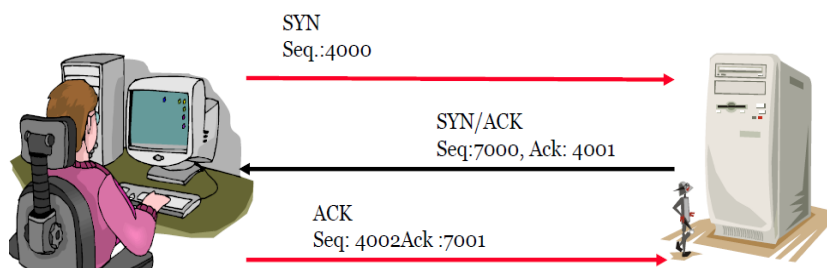 SYN
Seq.:4000
SYN/ACK
Seq:7000, Ack: 4001
ACK
Seq: 4002Ack :7001